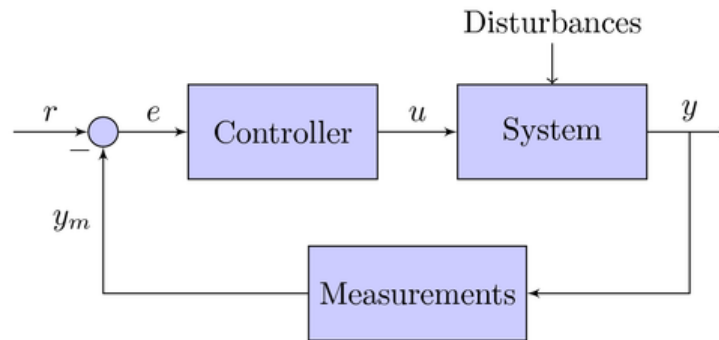 Disturbances
r
e
Controller
u
System
y
−
y_m
Measurements